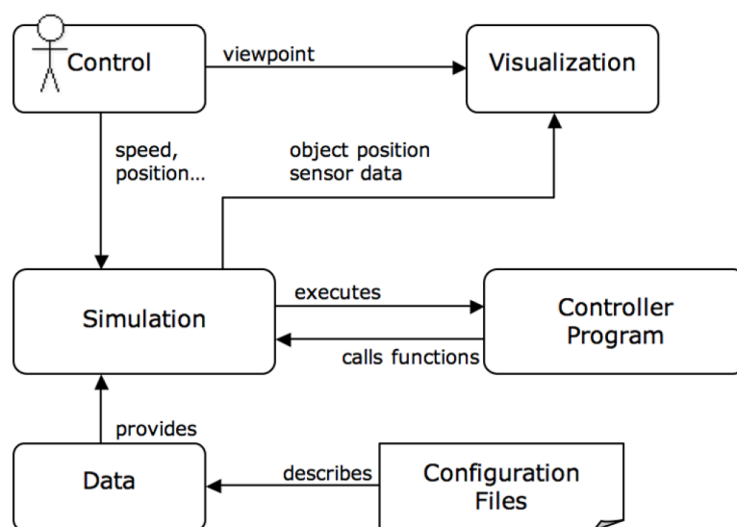 Control
viewpoint
Visualization
speed,
position...
object position
sensor data
Simulation
executes
calls functions
Controller
Program
provides
Data
describes
Configuration
Files